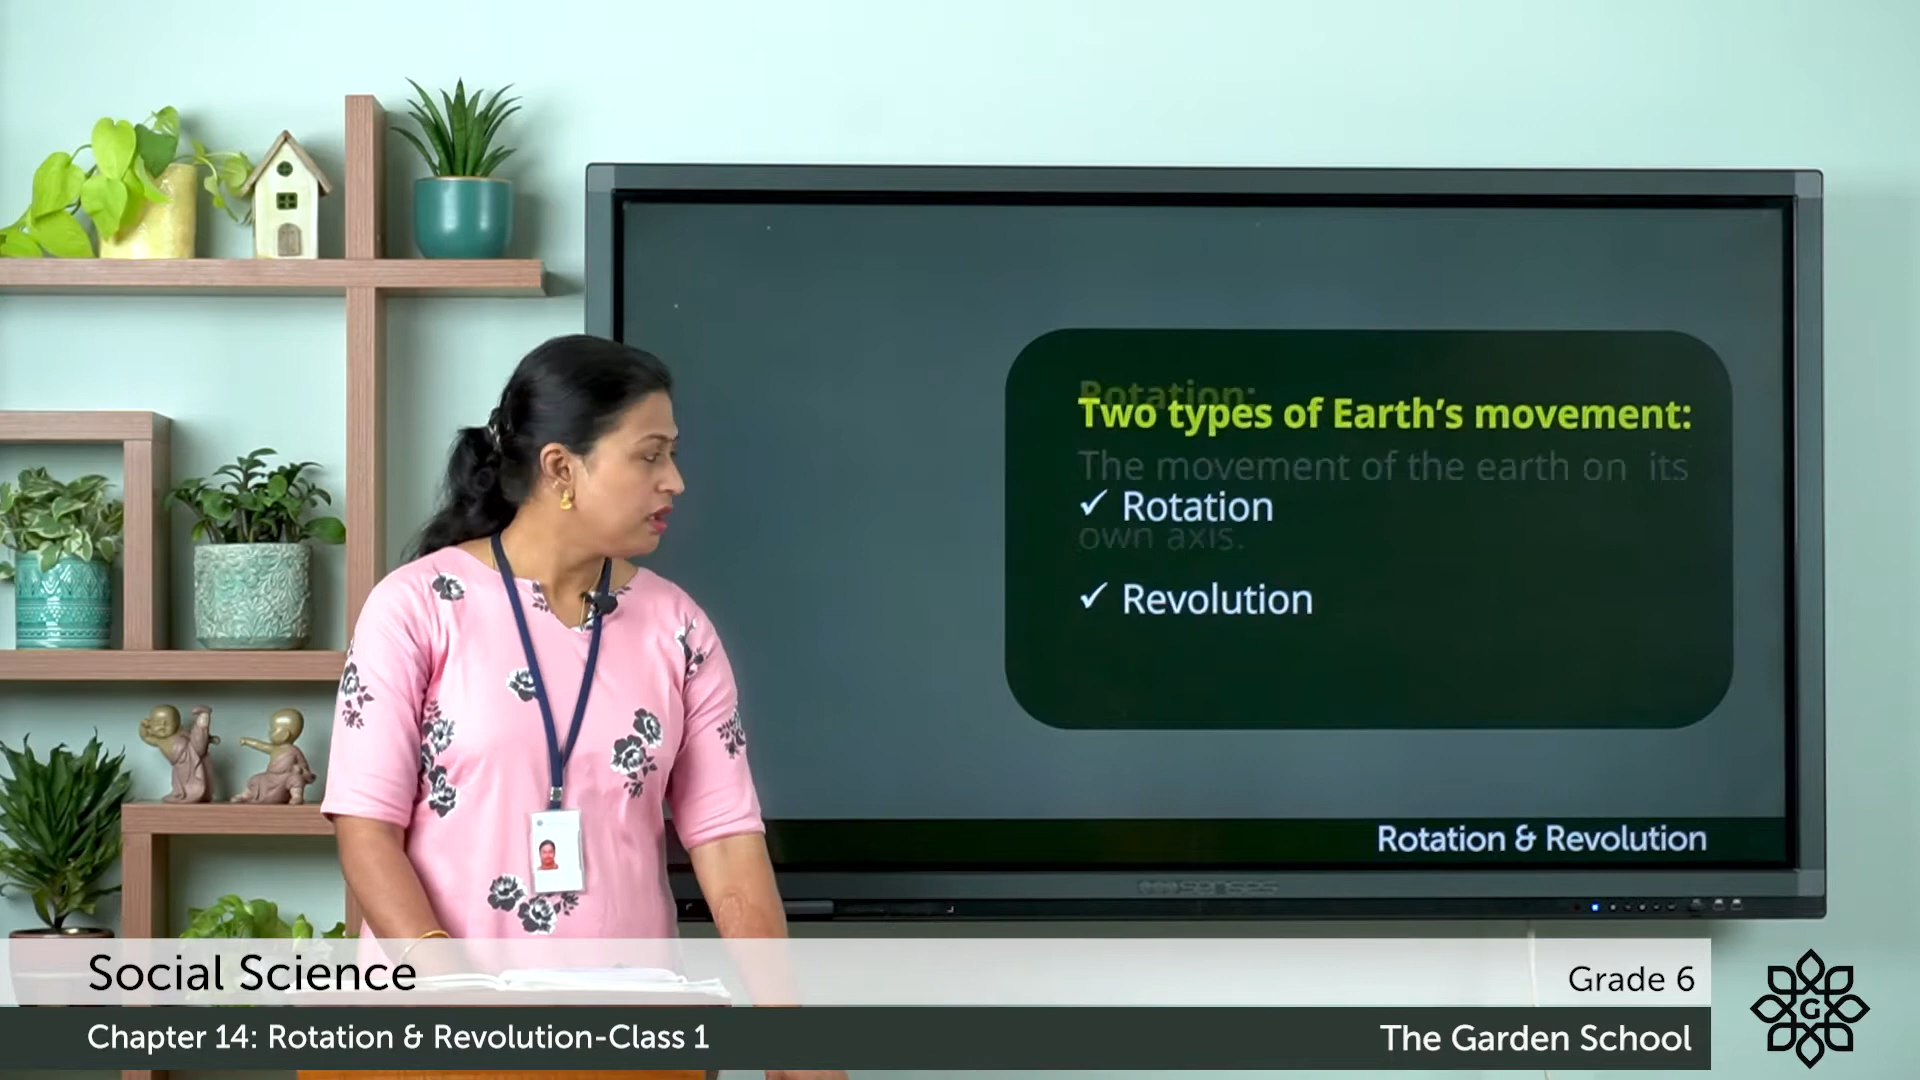 Rotation:
Two types of Earth's movement:
The movement of the earth on its
✓ Rotation
own axis.
✓ Revolution
Rotation & Revolution
Social Science
Grade 6
Chapter 14: Rotation & Revolution-Class 1
The Garden School
G